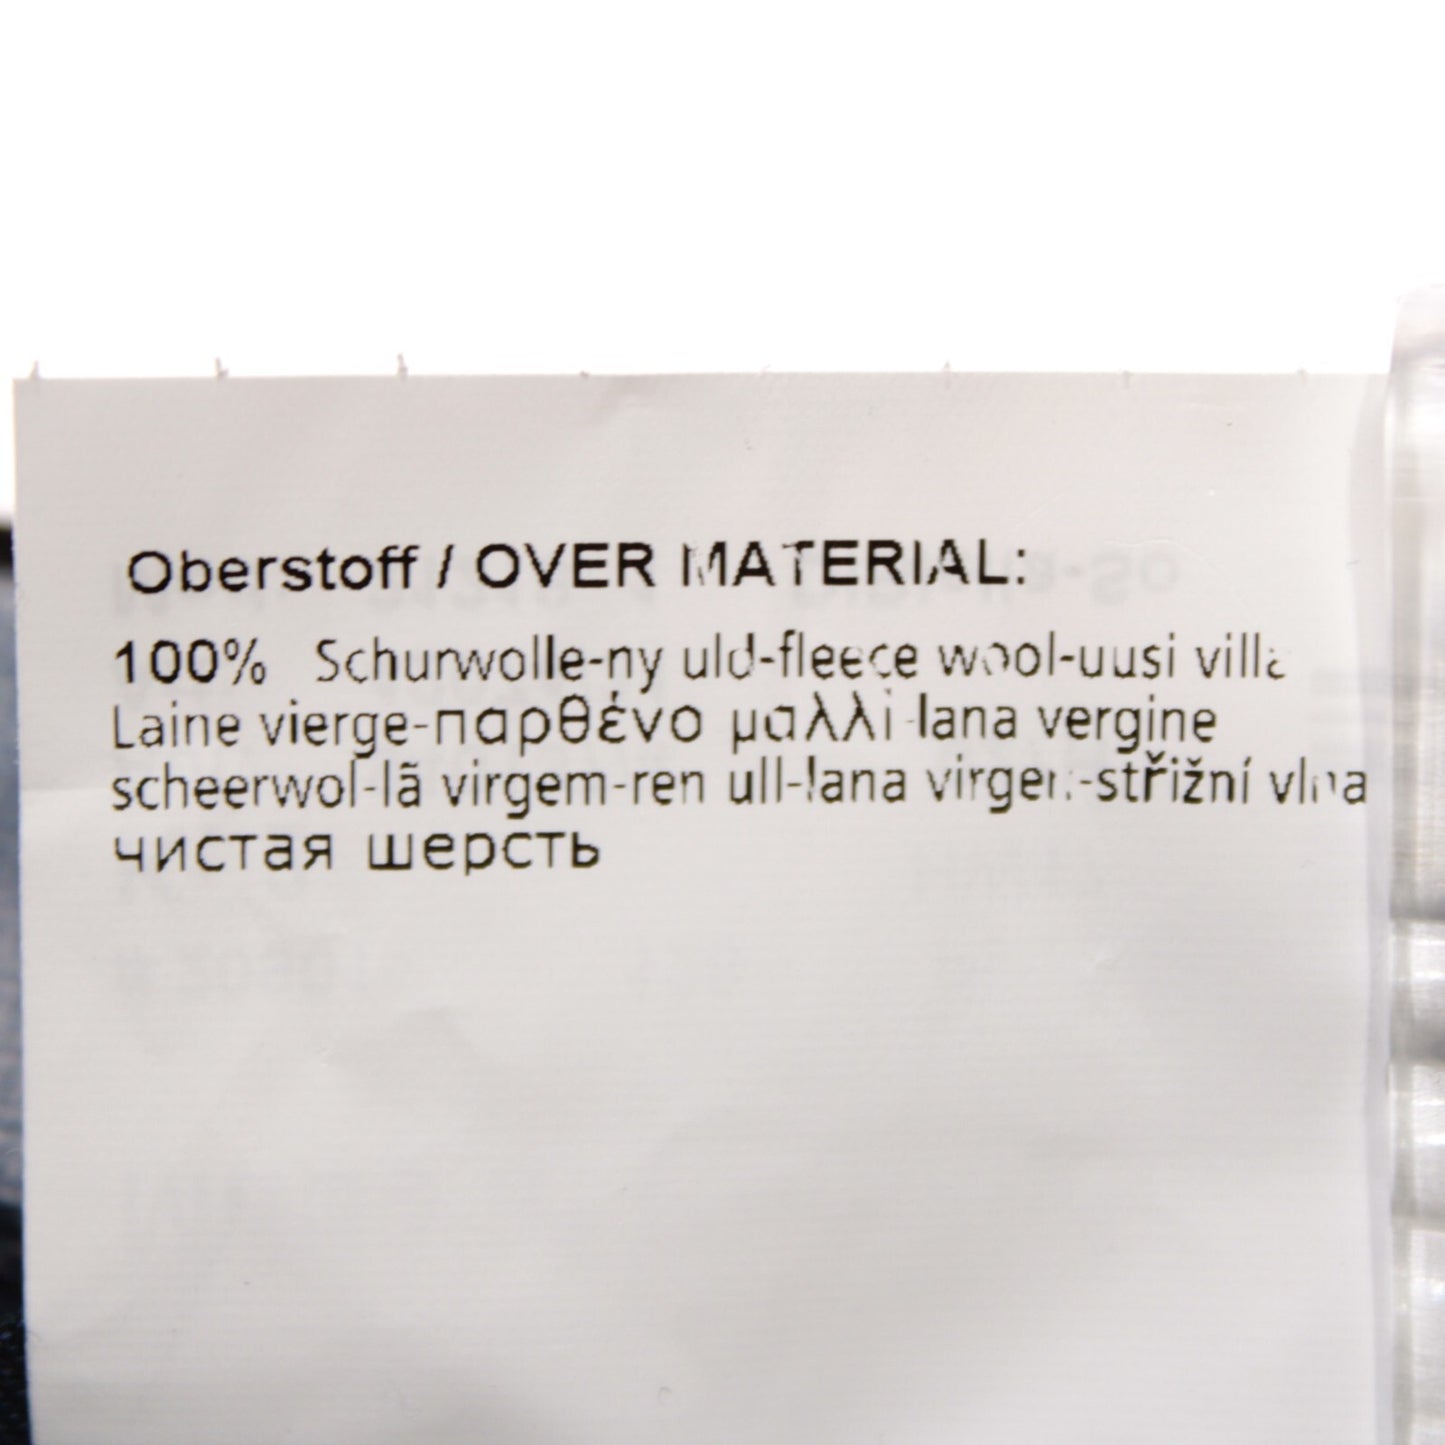 Oberstoff / OVER MATERIAL:
100% Schurwolle-ny uld-fleece wool-uusi villa
Laine vierge-παρθένο μαλλί-lana vergine
scheerwol-lã virgem-ren ull-lana virgen-střižní vlna
чистая шерсть